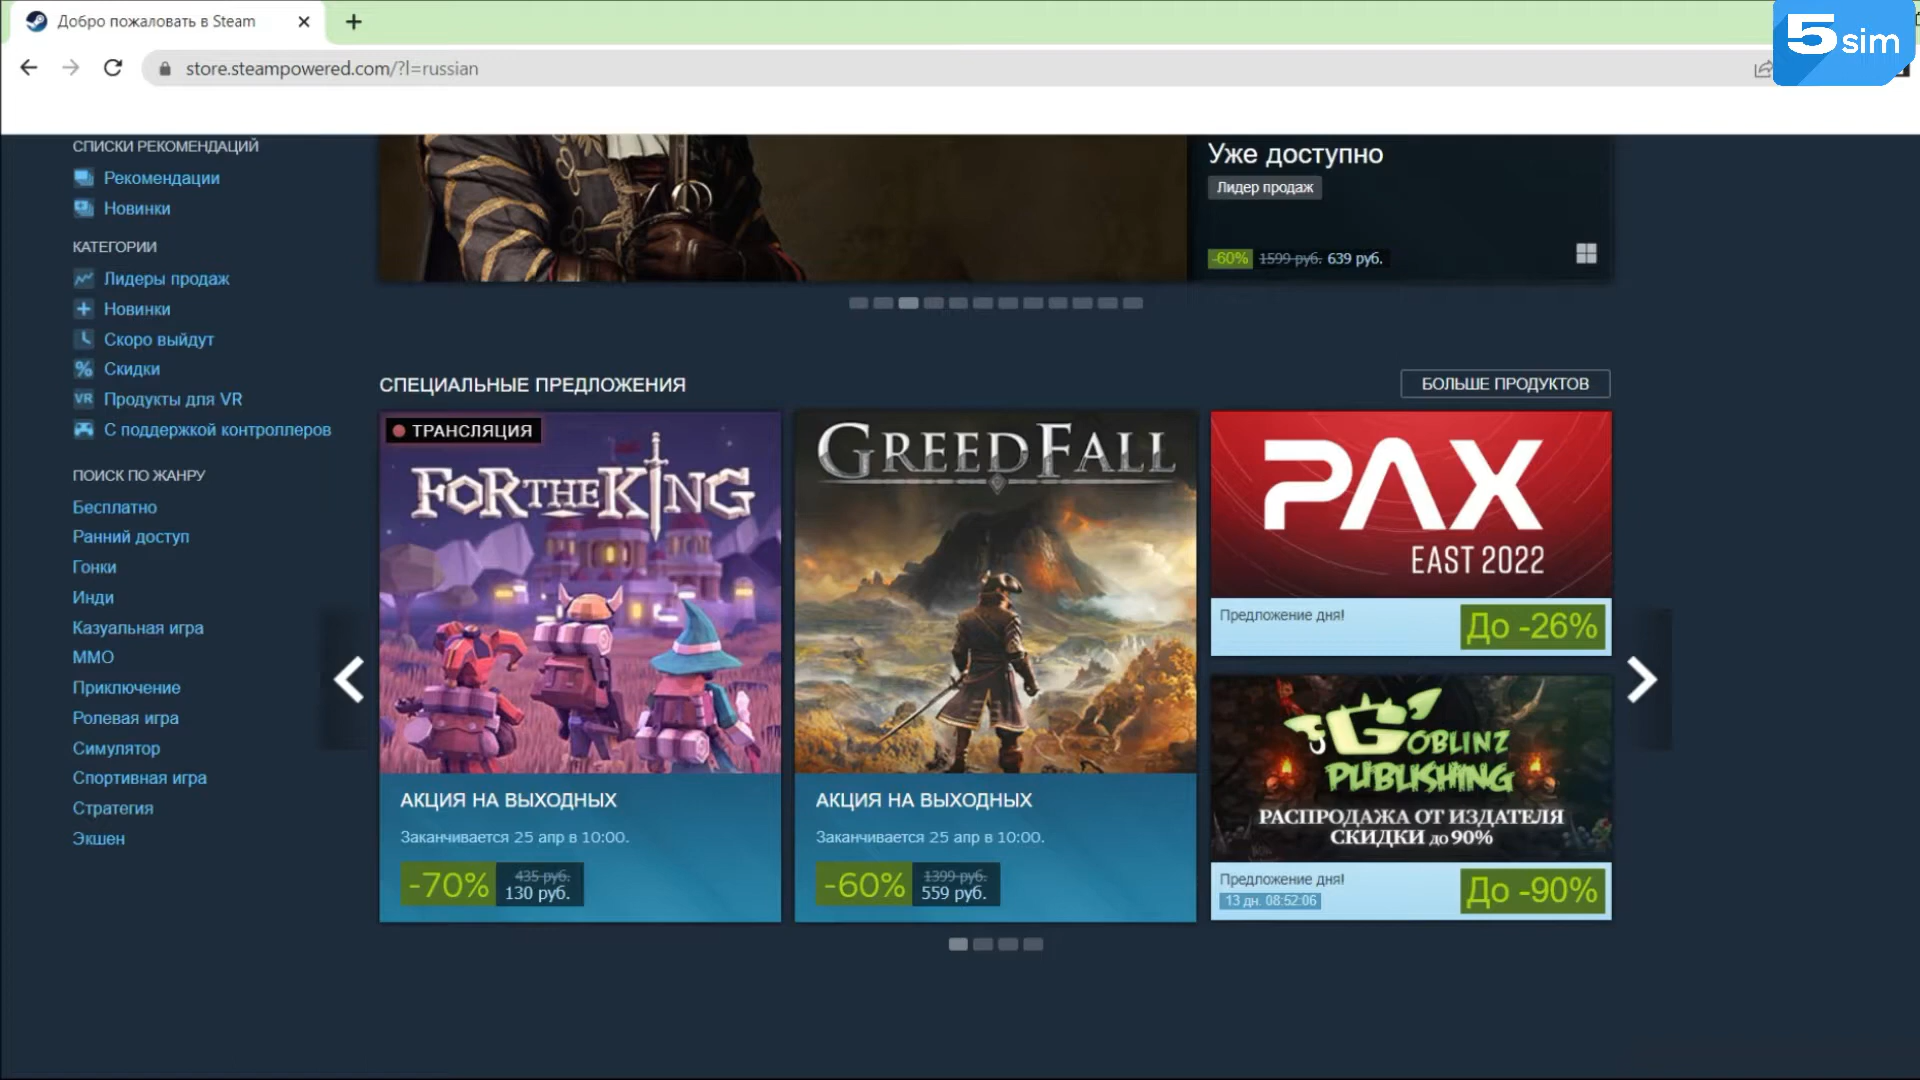 Добро пожаловать в Steam
5sim
store.steampowered.com/?l=russian
СПИСКИ РЕКОМЕНДАЦИЙ
Рекомендации
Новинки
КАТЕГОРИИ
Лидеры продаж
Новинки
Скоро выйдут
Скидки
VR Продукты для VR
С поддержкой контроллеров
ПОИСК ПО ЖАНРУ
Бесплатно
Ранний доступ
Гонки
Инди
Казуальная игра
ММО
Приключение
Ролевая игра
Симулятор
Спортивная игра
Стратегия
Экшен
Уже доступно
Лидер продаж
-60% 1599 руб. 639 руб.
СПЕЦИАЛЬНЫЕ ПРЕДЛОЖЕНИЯ
БОЛЬШЕ ПРОДУКТОВ
ТРАНСЛЯЦИЯ
FOR THE KING
АКЦИЯ НА ВЫХОДНЫХ
Заканчивается 25 апр в 10:00.
-70% 435 руб.
130 руб.
GREEDFALL
АКЦИЯ НА ВЫХОДНЫХ
Заканчивается 25 апр в 10:00.
-60% 1399 руб.
559 руб.
PAX
EAST 2022
Предложение дня!
До -26%
GOBLINZ
PUBLISHING
РАСПРОДАЖА ОТ ИЗДАТЕЛЯ
СКИДКИ до 90%
Предложение дня!
13 дн. 08:52:06
До -90%